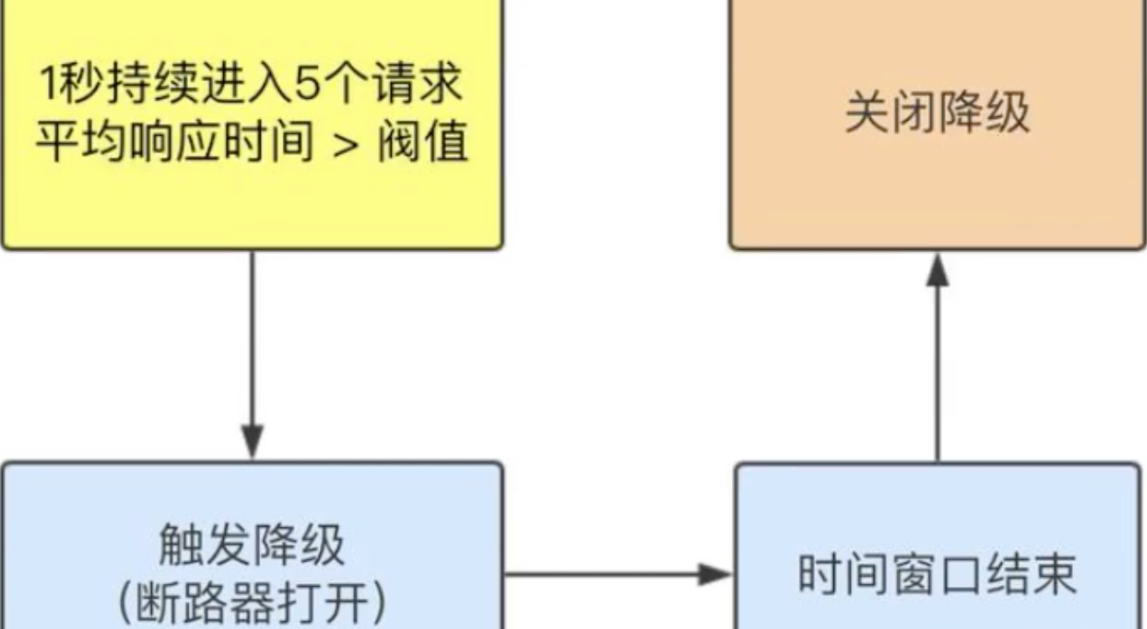 1秒持续进入5个请求
平均响应时间 > 阀值
关闭降级
触发降级
(断路器打开)
时间窗口结束